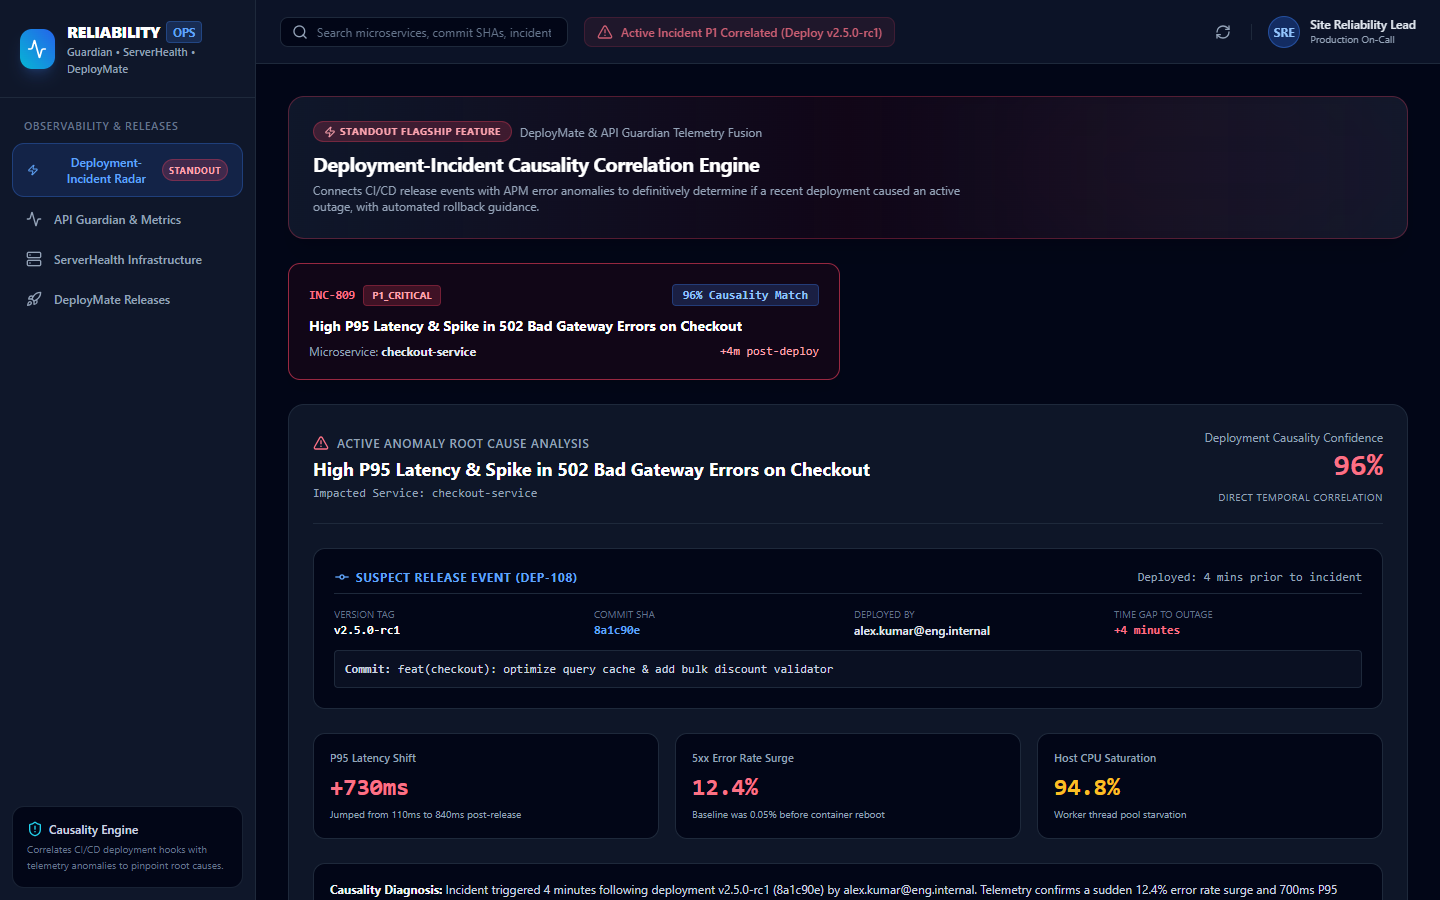 RELIABILITY OPS
Guardian • ServerHealth •
DeployMate
Search microservices, commit SHAs, incident
Active Incident P1 Correlated (Deploy v2.5.0-rc1)
SRE
Site Reliability Lead
Production On-Call
OBSERVABILITY & RELEASES
Deployment-
Incident Radar
STANDOUT
API Guardian & Metrics
ServerHealth Infrastructure
DeployMate Releases
Causality Engine
Correlates CI/CD deployment hooks with
telemetry anomalies to pinpoint root causes.
STANDOUT FLAGSHIP FEATURE DeployMate & API Guardian Telemetry Fusion
Deployment-Incident Causality Correlation Engine
Connects CI/CD release events with APM error anomalies to definitively determine if a recent deployment caused an active
outage, with automated rollback guidance.
INC-809 P1_CRITICAL 96% Causality Match
High P95 Latency & Spike in 502 Bad Gateway Errors on Checkout
Microservice: checkout-service +4m post-deploy
ACTIVE ANOMALY ROOT CAUSE ANALYSIS
High P95 Latency & Spike in 502 Bad Gateway Errors on Checkout
Impacted Service: checkout-service
Deployment Causality Confidence
96%
DIRECT TEMPORAL CORRELATION
SUSPECT RELEASE EVENT (DEP-108) Deployed: 4 mins prior to incident
VERSION TAG
v2.5.0-rc1
COMMIT SHA
8a1c90e
DEPLOYED BY
alex.kumar@eng.internal
TIME GAP TO OUTAGE
+4 minutes
Commit: feat(checkout): optimize query cache & add bulk discount validator
P95 Latency Shift
+730ms
Jumped from 110ms to 840ms post-release
5xx Error Rate Surge
12.4%
Baseline was 0.05% before container reboot
Host CPU Saturation
94.8%
Worker thread pool starvation
Causality Diagnosis: Incident triggered 4 minutes following deployment v2.5.0-rc1 (8a1c90e) by alex.kumar@eng.internal. Telemetry confirms a sudden 12.4% error rate surge and 700ms P95